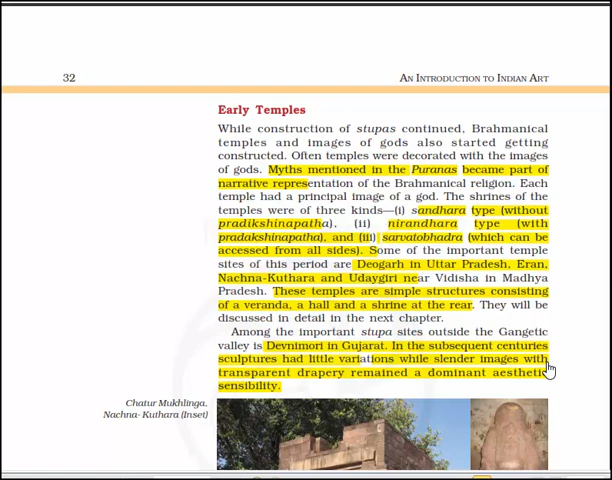 32
An Introduction to Indian Art
Early Temples
While construction of stupas continued, Brahmanical
temples and images of gods also started getting
constructed. Often temples were decorated with the images
of gods. Myths mentioned in the Puranas became part of
narrative representation of the Brahmanical religion. Each
temple had a principal image of a god. The shrines of the
temples were of three kinds—(i) sandhara type (without
pradikshinapatha), (ii) nirandhara type (with
pradakshinapatha), and (iii) sarvatobhadra (which can be
accessed from all sides). Some of the important temple
sites of this period are Deogarh in Uttar Pradesh, Eran,
Nachna-Kuthara and Udaygiri near Vidisha in Madhya
Pradesh. These temples are simple structures consisting
of a veranda, a hall and a shrine at the rear. They will be
discussed in detail in the next chapter.
Among the important stupa sites outside the Gangetic
valley is Devnimori in Gujarat. In the subsequent centuries
sculptures had little variations while slender images with
transparent drapery remained a dominant aesthetic
sensibility.
Chatur Mukhlinga,
Nachna- Kuthara (Inset)